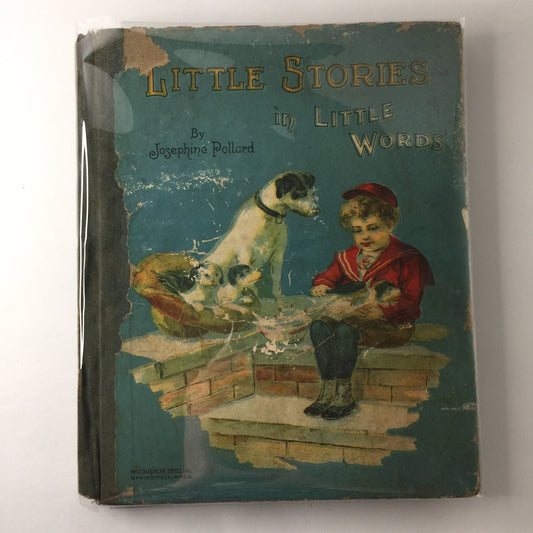 LITTLE STORIES
in LITTLE
WORDS
By
Josephine Pollard
McLOUGHLIN BROS. INC.
SPRINGFIELD, MASS.